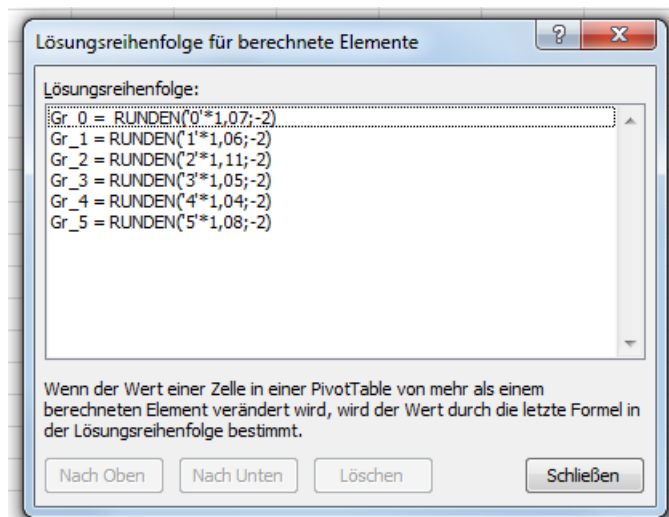 Lösungsreihenfolge für berechnete Elemente
Lösungsreihenfolge:
Gr_0 = RUNDEN('0'*1,07;-2)
Gr_1 = RUNDEN('1'*1,06;-2)
Gr_2 = RUNDEN('2'*1,11;-2)
Gr_3 = RUNDEN('3'*1,05;-2)
Gr_4 = RUNDEN('4'*1,04;-2)
Gr_5 = RUNDEN('5'*1,08;-2)
Wenn der Wert einer Zelle in einer PivotTable von mehr als einem
berechneten Element verändert wird, wird der Wert durch die letzte Formel in
der Lösungsreihenfolge bestimmt.
Nach Oben Nach Unten Löschen Schließen